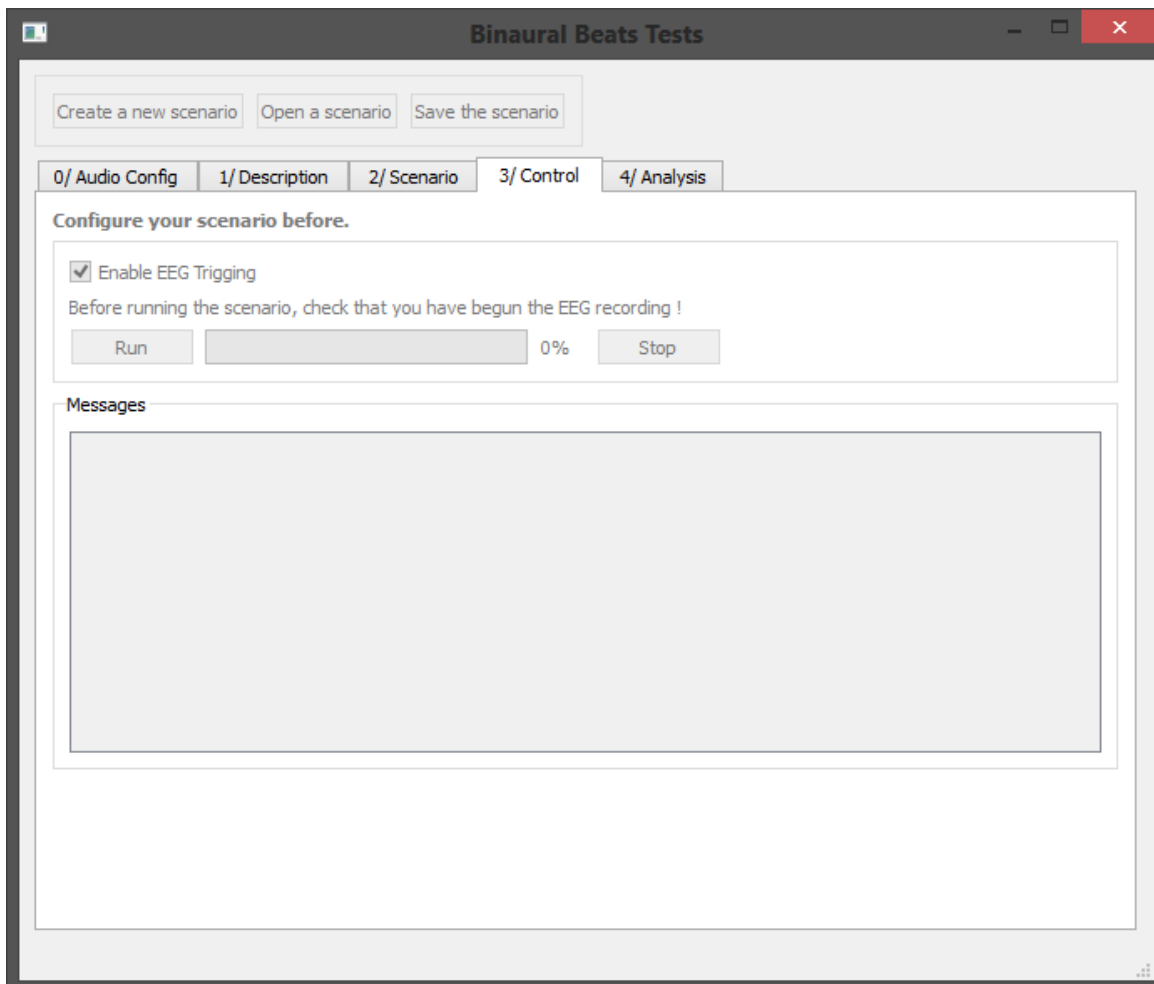 Binaural Beats Tests
Create a new scenario Open a scenario Save the scenario
0/ Audio Config 1/ Description 2/ Scenario 3/ Control 4/ Analysis
Configure your scenario before.
Enable EEG Trigging
Before running the scenario, check that you have begun the EEG recording !
Run 0% Stop
Messages